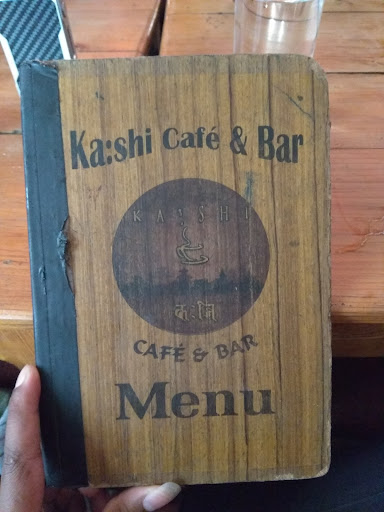 Ka:shi Café & Bar
KA:SHI
कःशि
CAFÉ & BAR
Menu